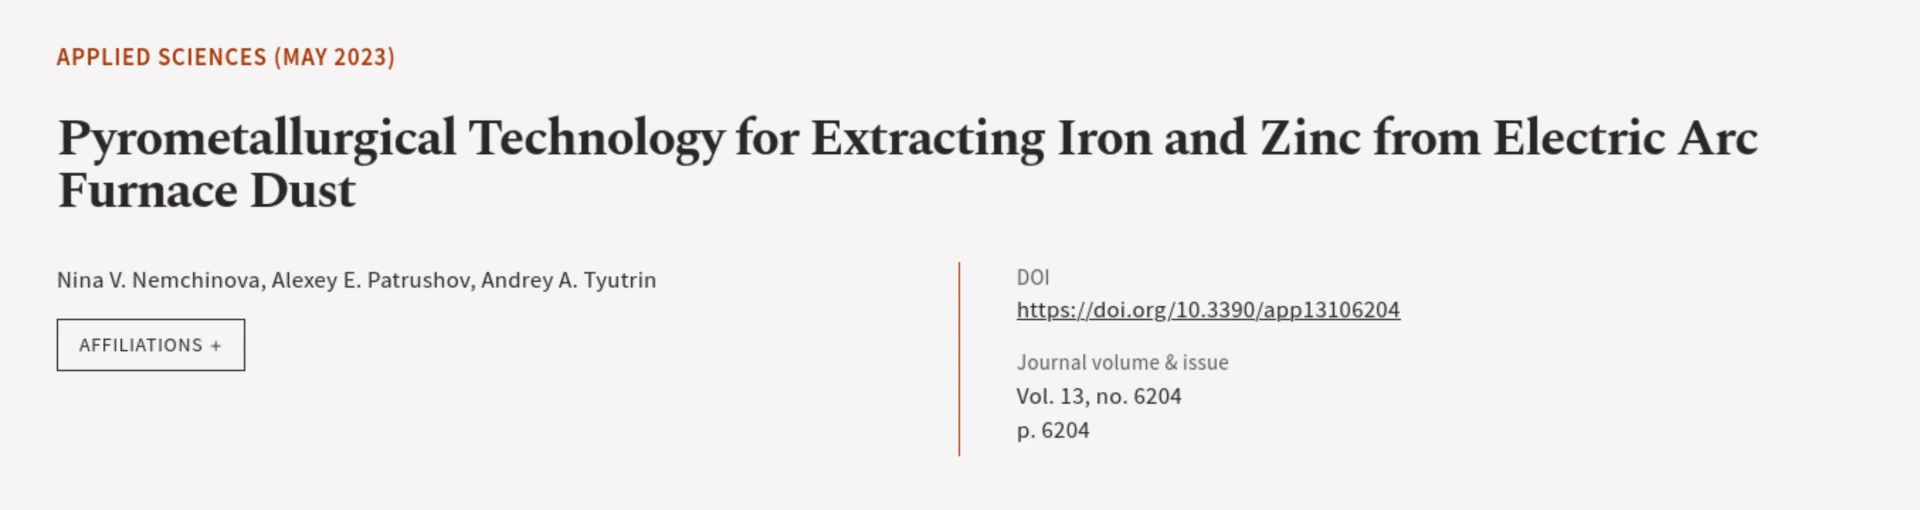 APPLIED SCIENCES (MAY 2023)
Pyrometallurgical Technology for Extracting Iron and Zinc from Electric Arc
Furnace Dust
Nina V. Nemchinova, Alexey E. Patrushov, Andrey A. Tyutrin
AFFILIATIONS +
DOI
https://doi.org/10.3390/app13106204
Journal volume & issue
Vol. 13, no. 6204
p. 6204